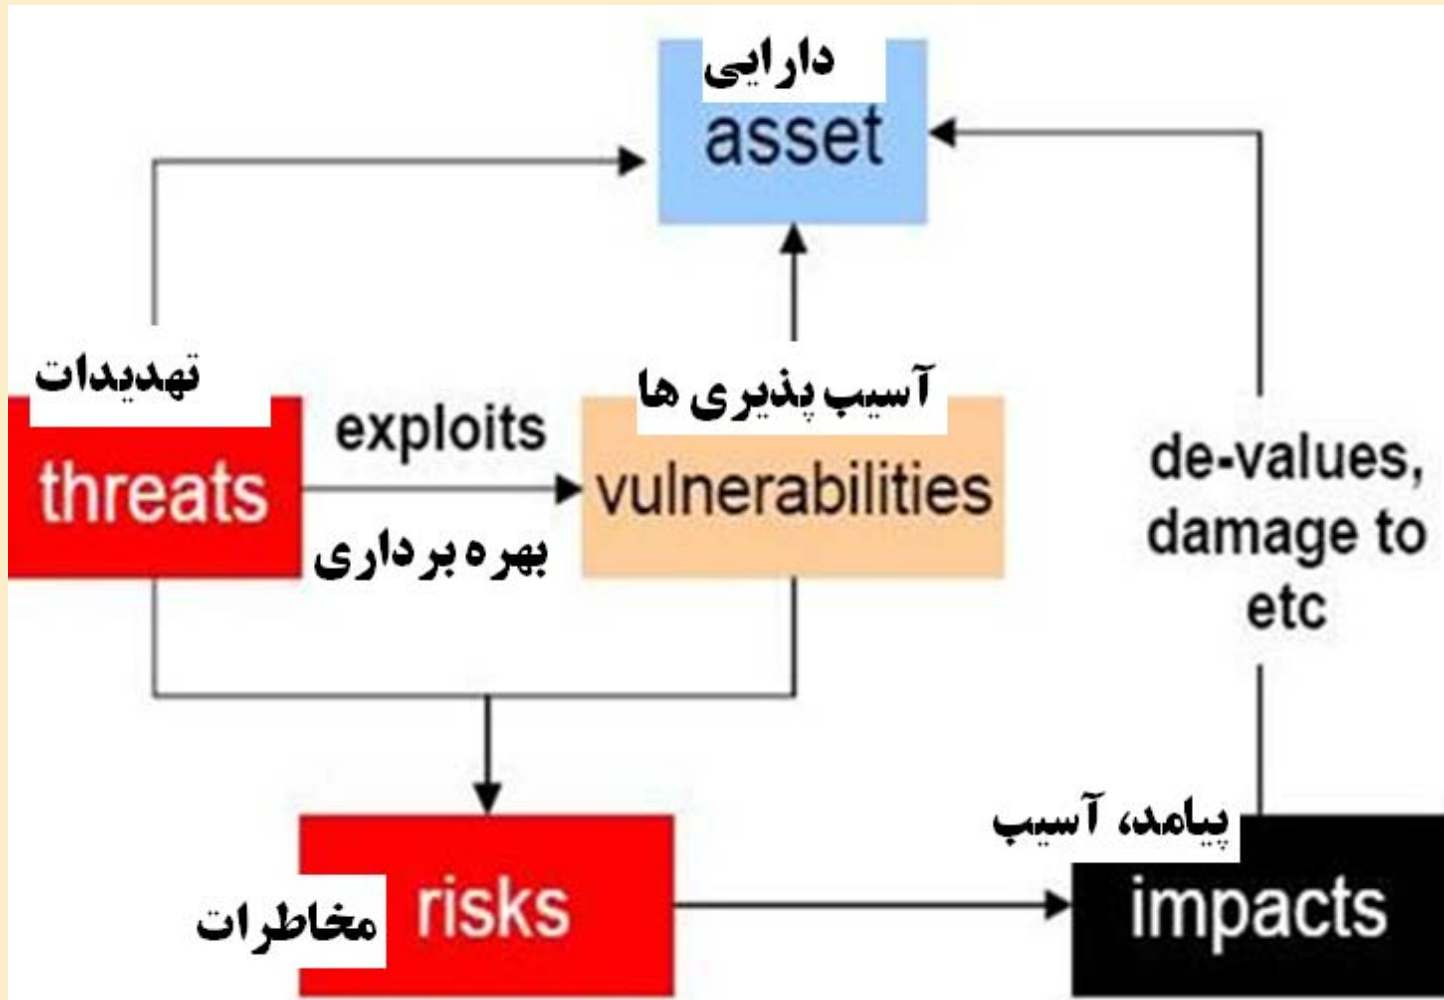 دارایی
asset
تهدیدات
threats
exploits
بهره برداری
آسیب پذیری ها
vulnerabilities
de-values,
damage to
etc
مخاطرات
risks
پیامد، آسیب
impacts